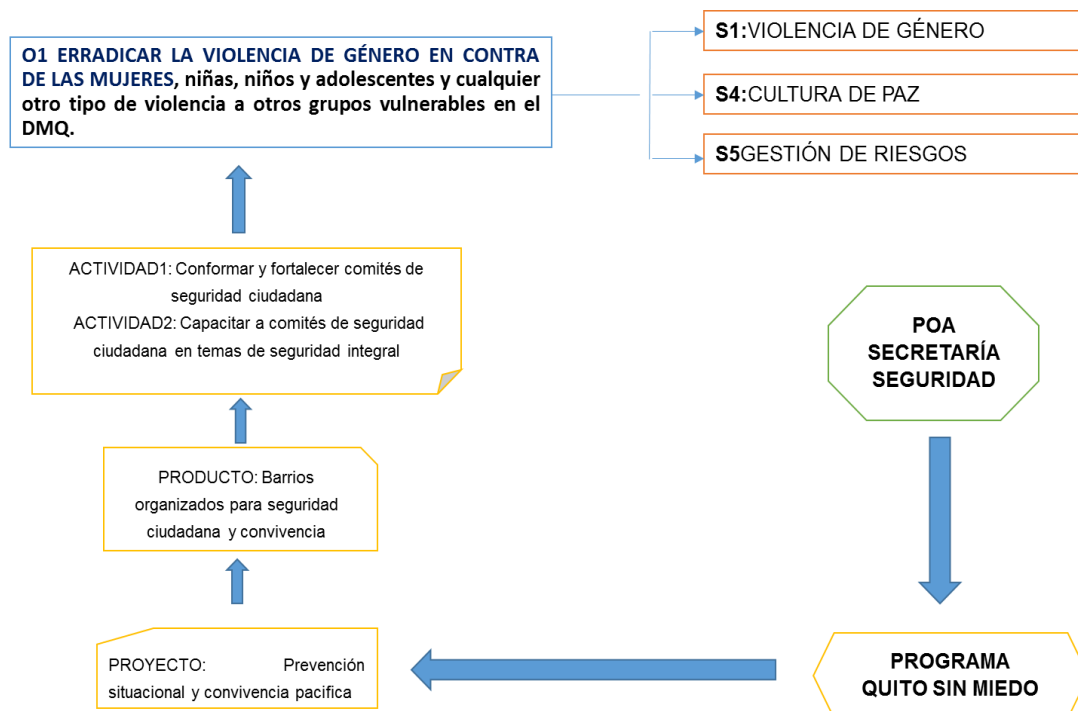 O1 ERRADICAR LA VIOLENCIA DE GÉNERO EN CONTRA
DE LAS MUJERES, niñas, niños y adolescentes y cualquier
otro tipo de violencia a otros grupos vulnerables en el
DMQ.
S1:VIOLENCIA DE GÉNERO
S4:CULTURA DE PAZ
S5GESTIÓN DE RIESGOS
ACTIVIDAD1: Conformar y fortalecer comités de
seguridad ciudadana
ACTIVIDAD2: Capacitar a comités de seguridad
ciudadana en temas de seguridad integral
POA
SECRETARÍA
SEGURIDAD
PRODUCTO: Barrios
organizados para seguridad
ciudadana y convivencia
PROYECTO: Prevención
situacional y convivencia pacifica
PROGRAMA
QUITO SIN MIEDO